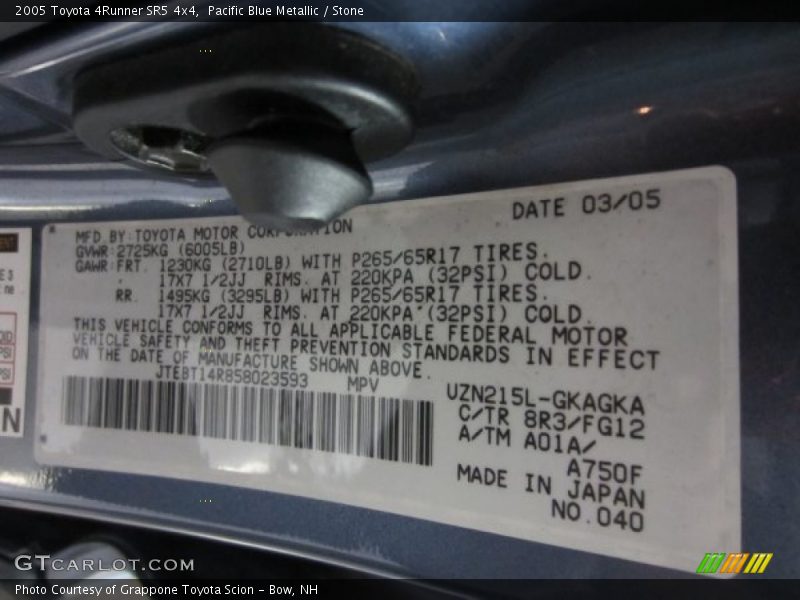 2005 Toyota 4Runner SR5 4x4, Pacific Blue Metallic / Stone
DATE 03/05
MFD BY:TOYOTA MOTOR CORPORATION
GVWR:2725KG (6005LB)
GAWR:FRT. 1230KG (2710LB) WITH P265/65R17 TIRES.
17X7 1/2JJ RIMS. AT 220KPA (32PSI) COLD.
RR. 1495KG (3295LB) WITH P265/65R17 TIRES.
17X7 1/2JJ RIMS. AT 220KPA (32PSI) COLD.
THIS VEHICLE CONFORMS TO ALL APPLICABLE FEDERAL MOTOR
VEHICLE SAFETY AND THEFT PREVENTION STANDARDS IN EFFECT
ON THE DATE OF MANUFACTURE SHOWN ABOVE.
JTEBT14R858023593 MPV
UZN215L-GKAGKA
C/TR 8R3/FG12
A/TM A01A/
A750F
MADE IN JAPAN
NO.040
N
GTCARLOT.COM
Photo Courtesy of Grappone Toyota Scion - Bow, NH